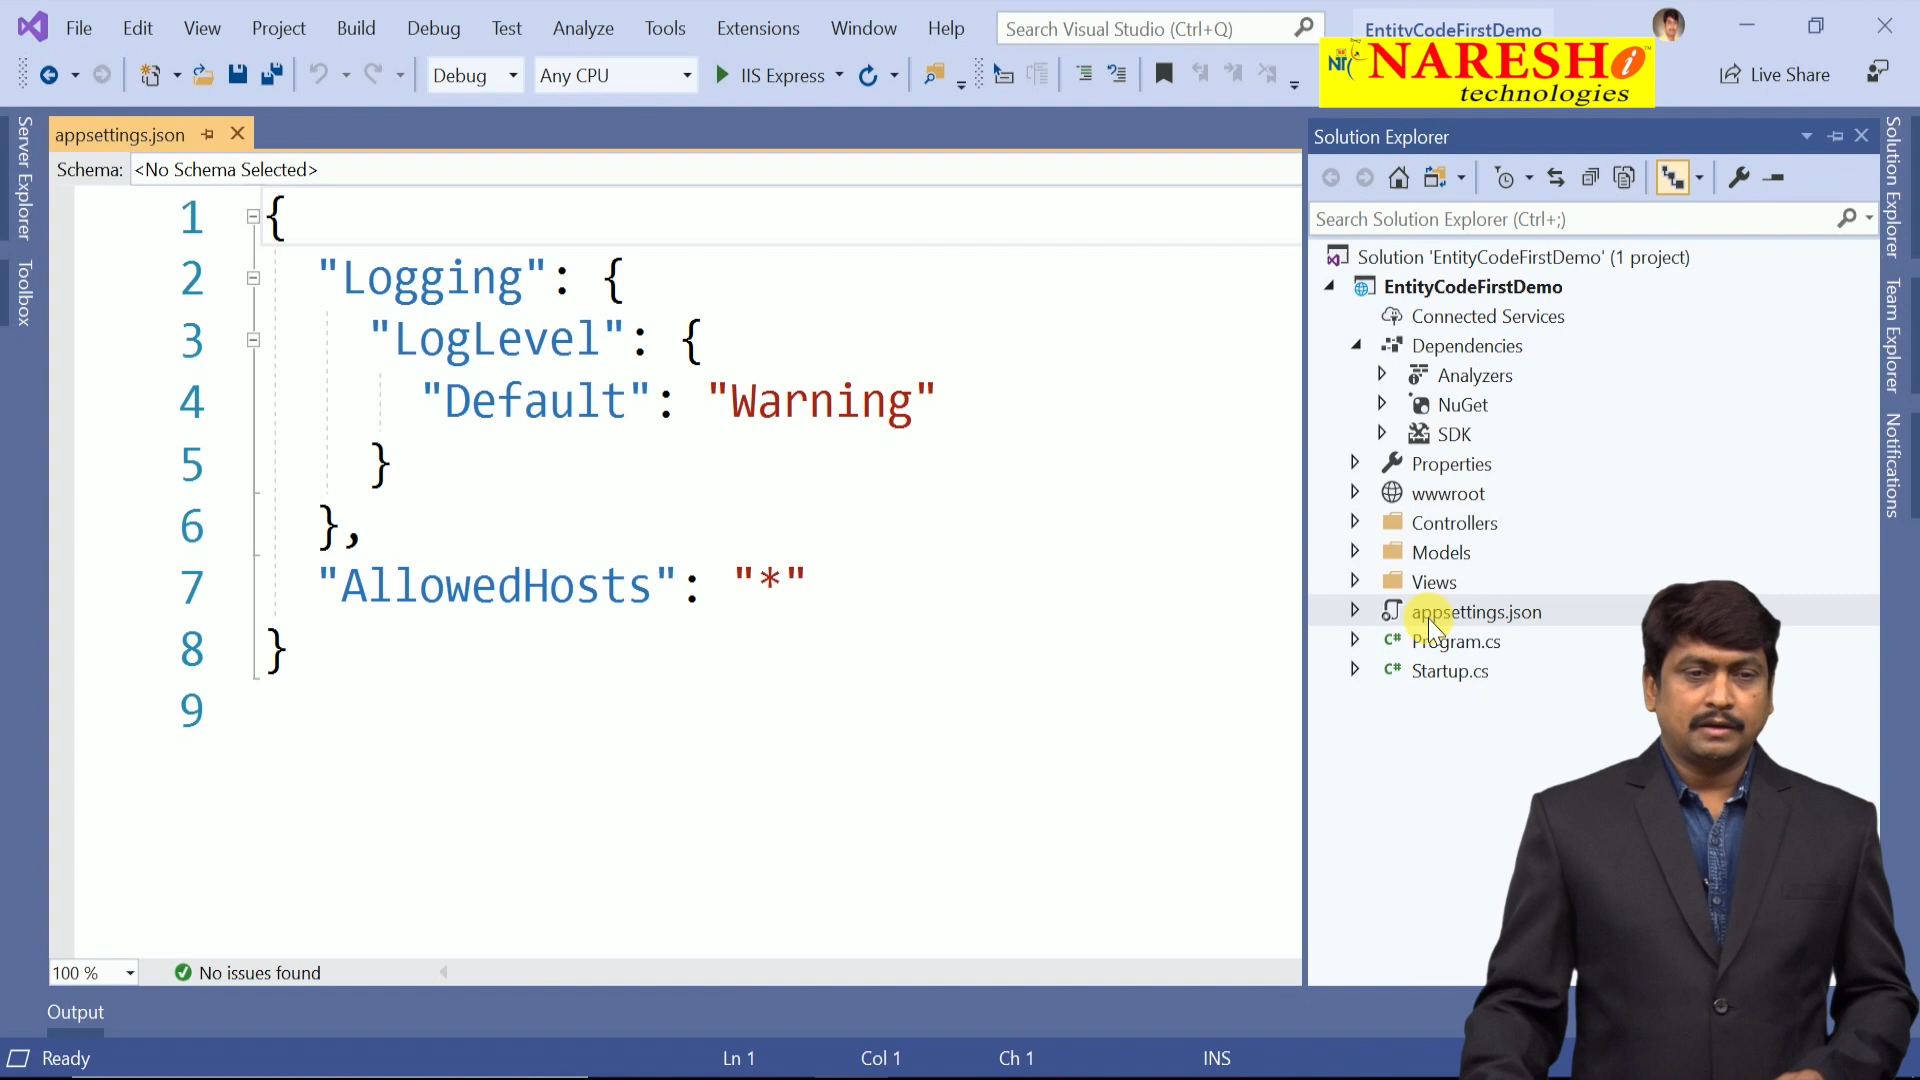 File Edit View Project Build Debug Test Analyze Tools Extensions Window Help Search Visual Studio (Ctrl+Q) EntityCodeFirstDemo
Debug Any CPU IIS Express Live Share
NARESH i
technologies
Server Explorer
Toolbox
appsettings.json
Schema: <No Schema Selected>
1 {
2 "Logging": {
3 "LogLevel": {
4 "Default": "Warning"
5 }
6 },
7 "AllowedHosts": "*"
8 }
9
100 % No issues found
Output
Ready Ln 1 Col 1 Ch 1 INS
Solution Explorer
Search Solution Explorer (Ctrl+;)
Solution 'EntityCodeFirstDemo' (1 project)
EntityCodeFirstDemo
Connected Services
Dependencies
Analyzers
NuGet
SDK
Properties
wwwroot
Controllers
Models
Views
appsettings.json
C# Program.cs
C# Startup.cs
Solution Explorer
Team Explorer
Notifications